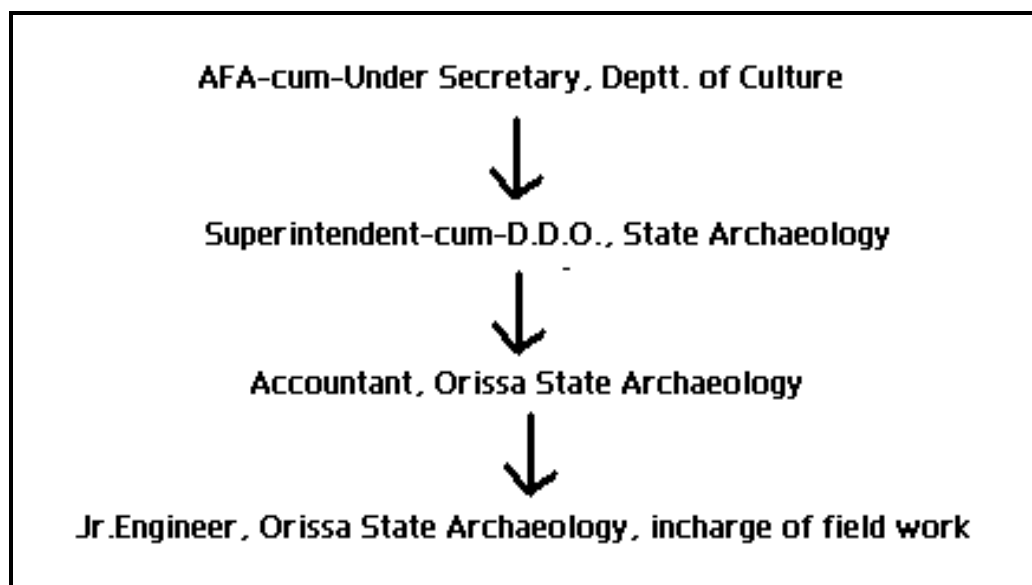 AFA-cum-Under Secretary, Deptt. of Culture
Superintendent-cum-D.D.O., State Archaeology
Accountant, Orissa State Archaeology
Jr.Engineer, Orissa State Archaeology, incharge of field work